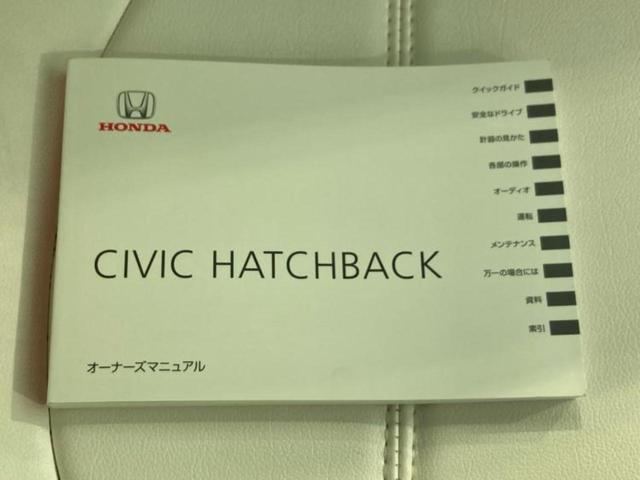 HONDA
クイックガイド
安全なドライブ
計器の見かた
各部の操作
オーディオ
運転
メンテナンス
万一の場合には
資料
索引
CIVIC HATCHBACK
オーナーズマニュアル